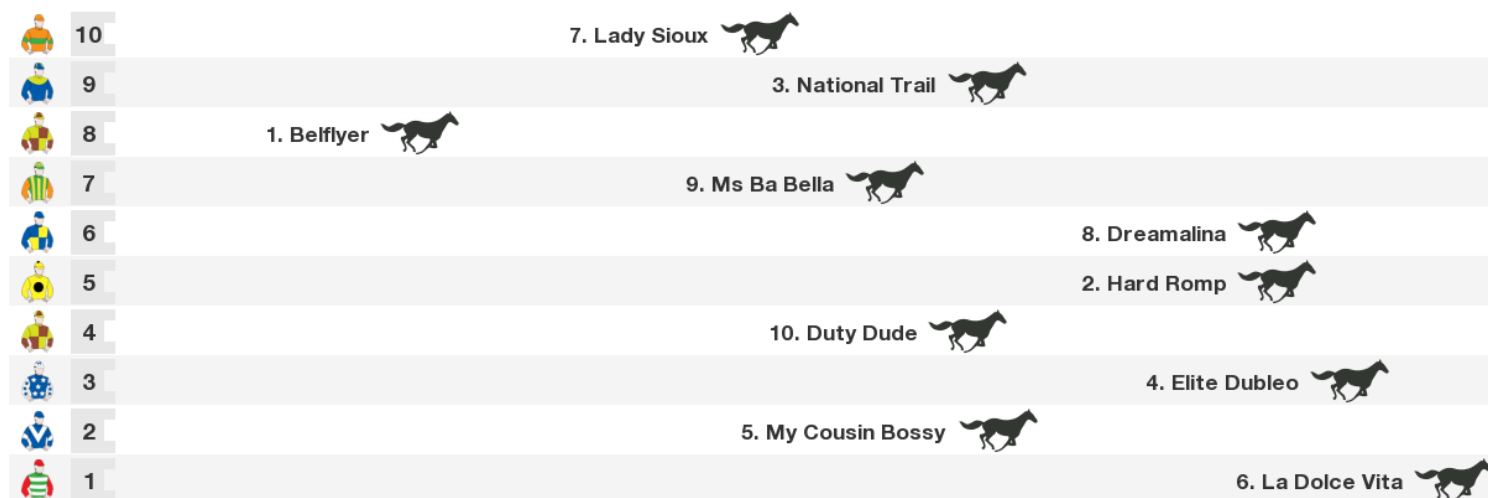 10 7. Lady Sioux
9 3. National Trail
8 1. Belflyer
7 9. Ms Ba Bella
6 8. Dreamalina
5 2. Hard Romp
4 10. Duty Dude
3 4. Elite Dubleo
2 5. My Cousin Bossy
1 6. La Dolce Vita